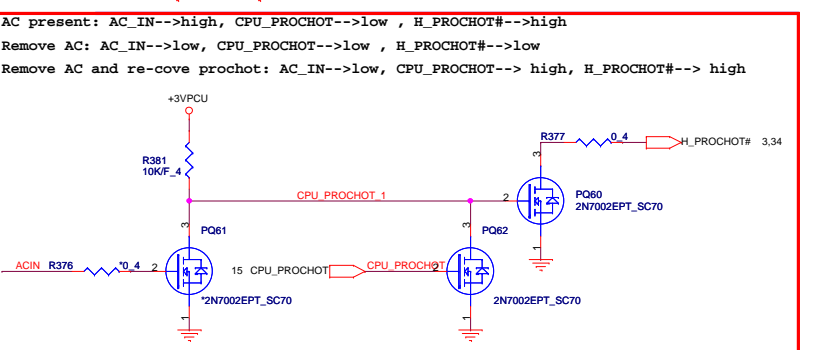 AC present: AC_IN-->high, CPU_PROCHOT-->low , H_PROCHOT#-->high
Remove AC: AC_IN-->low, CPU_PROCHOT-->low , H_PROCHOT#-->low
Remove AC and re-cove prochot: AC_IN-->low, CPU_PROCHOT--> high, H_PROCHOT#--> high
+3VPCU
R377 0_4
H_PROCHOT# 3,34
3
R381
10K/F_4
CPU_PROCHOT_1
2
PQ60
2N7002EPT_SC70
1
3
PQ61
3
PQ62
ACIN R376 *0_4 2
15 CPU_PROCHOT
CPU_PROCHOT
2
*2N7002EPT_SC70
2N7002EPT_SC70
1
1